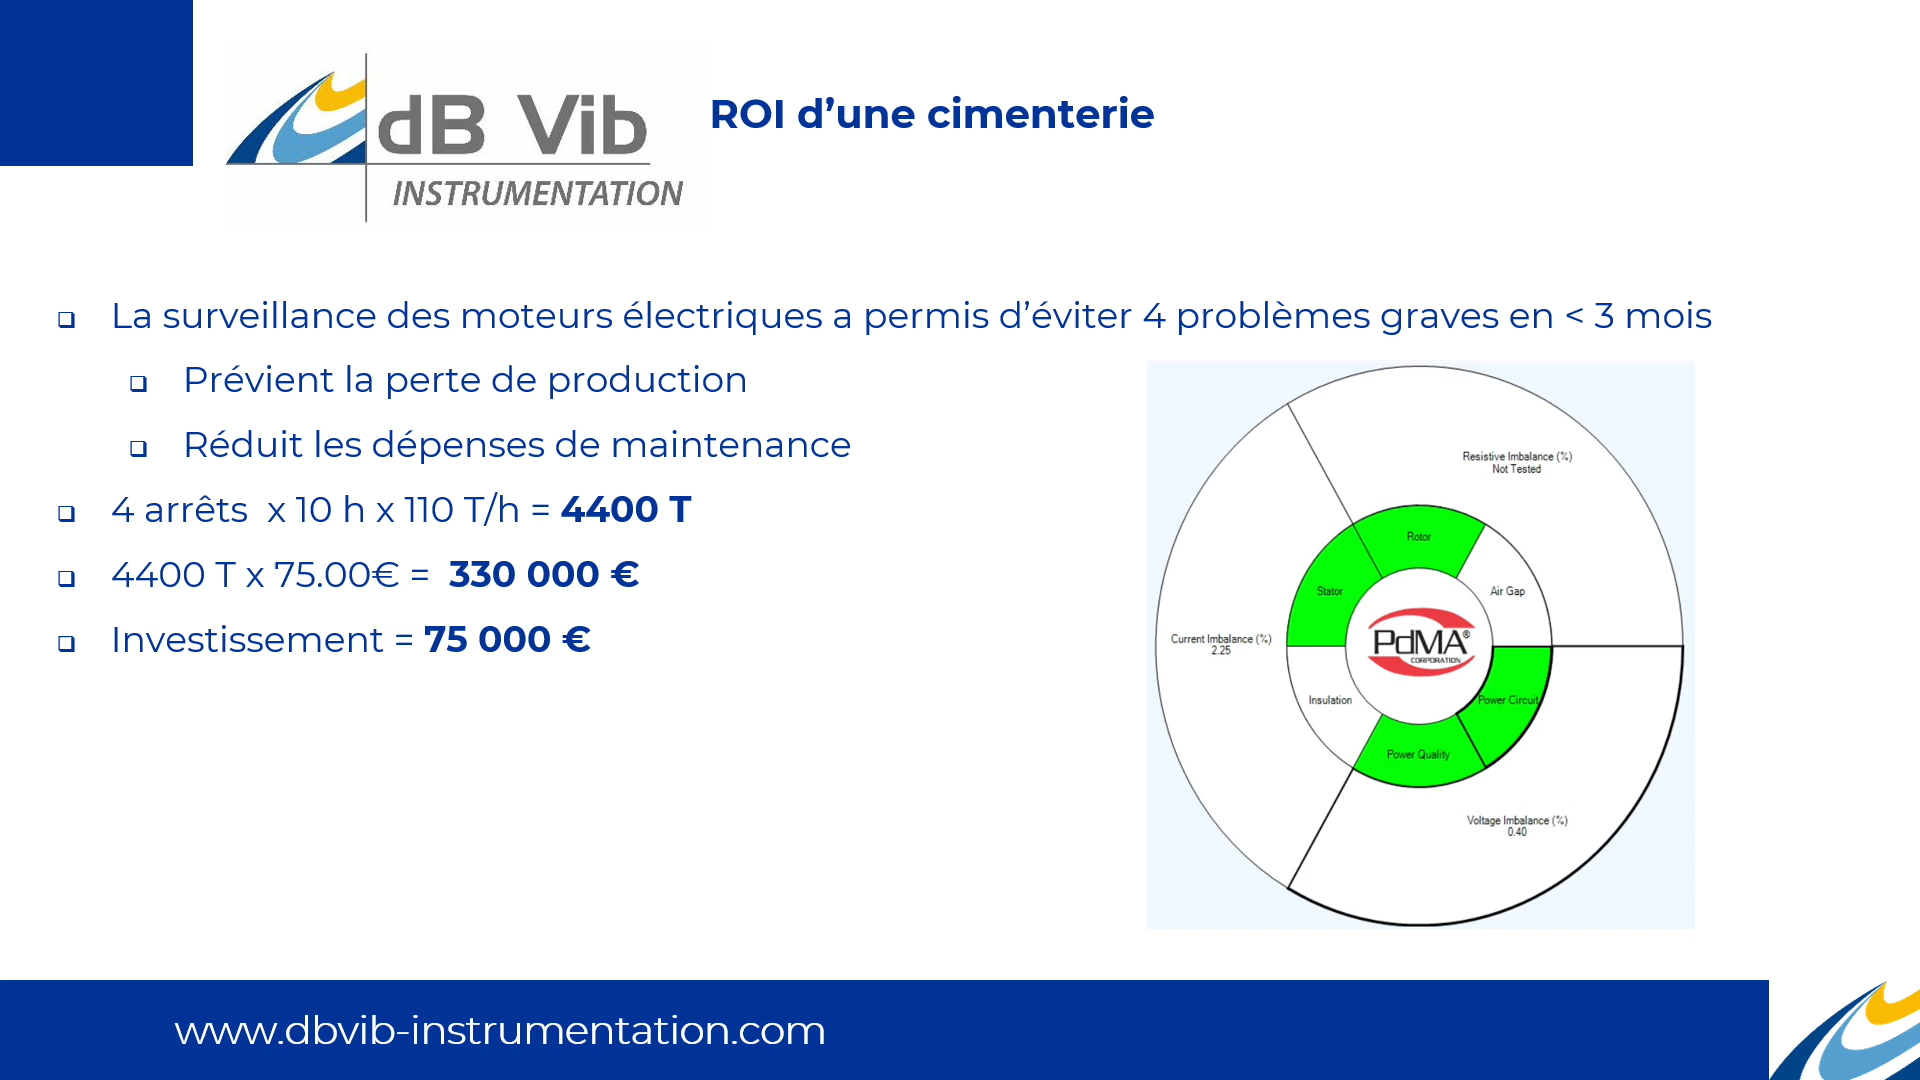 dB Vib
INSTRUMENTATION
ROI d’une cimenterie
La surveillance des moteurs électriques a permis d’éviter 4 problèmes graves en < 3 mois
Prévient la perte de production
Réduit les dépenses de maintenance
4 arrêts  x 10 h x 110 T/h = 4400 T
4400 T x 75.00€ =  330 000 €
Investissement = 75 000 €
Resistive Imbalance (%)
Not Tested
Rotor
Stator
Air Gap
Current Imbalance (%)
2.25
PdMA®
CORPORATION
Insulation
Power Circuit
Power Quality
Voltage Imbalance (%)
0.40
www.dbvib-instrumentation.com